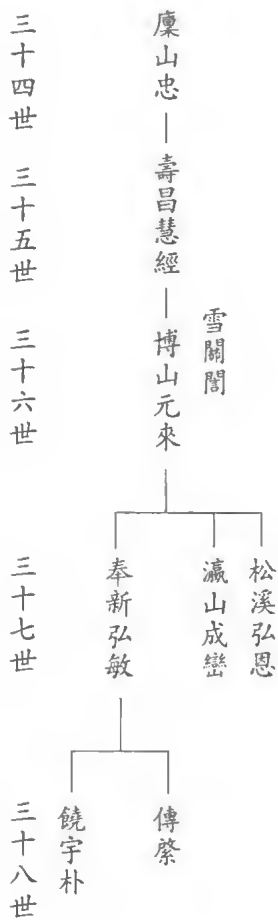 三十四世
廩山忠
三十五世
壽昌慧經
三十六世
博山元來
雪關誾
三十七世
松溪弘恩
瀛山成巒
奉新弘敏
三十八世
傳綮
饒宇朴